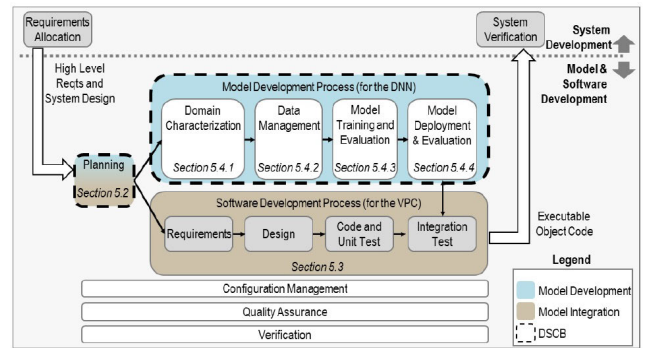 Requirements
Allocation
System
Verification
System
Development
High Level
Reqts and
System Design
Model &
Software
Development
Model Development Process (for the DNN)
Domain
Characterization
Section 5.4.1
Data
Management
Section 5.4.2
Model
Training and
Evaluation
Section 5.4.3
Model
Deployment
& Evaluation
Section 5.4.4
Planning
Section 5.2
Software Development Process (for the VPC)
Requirements
Design
Code and
Unit Test
Integration
Test
Section 5.3
Executable
Object Code
Configuration Management
Quality Assurance
Verification
Legend
Model Development
Model Integration
DSCB